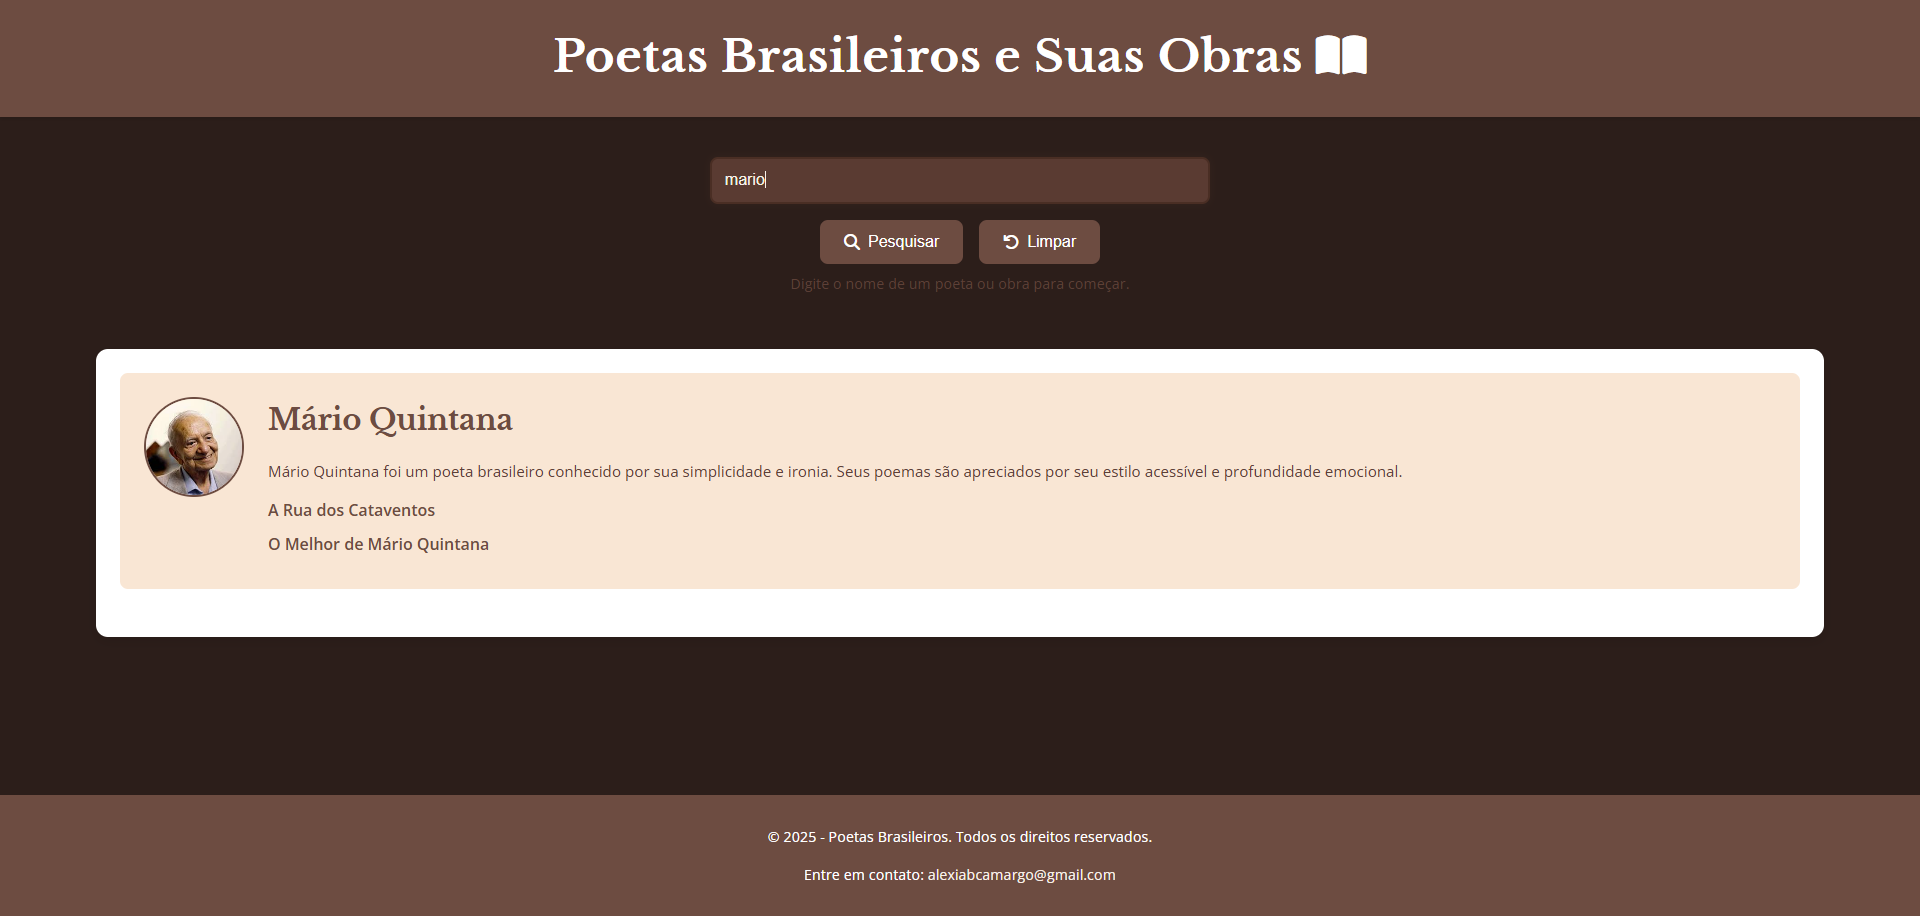 Poetas Brasileiros e Suas Obras
mario
Pesquisar
Limpar
Digite o nome de um poeta ou obra para começar.
Mário Quintana
Mário Quintana foi um poeta brasileiro conhecido por sua simplicidade e ironia. Seus poemas são apreciados por seu estilo acessível e profundidade emocional.
A Rua dos Cataventos
O Melhor de Mário Quintana
© 2025 - Poetas Brasileiros. Todos os direitos reservados.
Entre em contato: alexiabcamargo@gmail.com